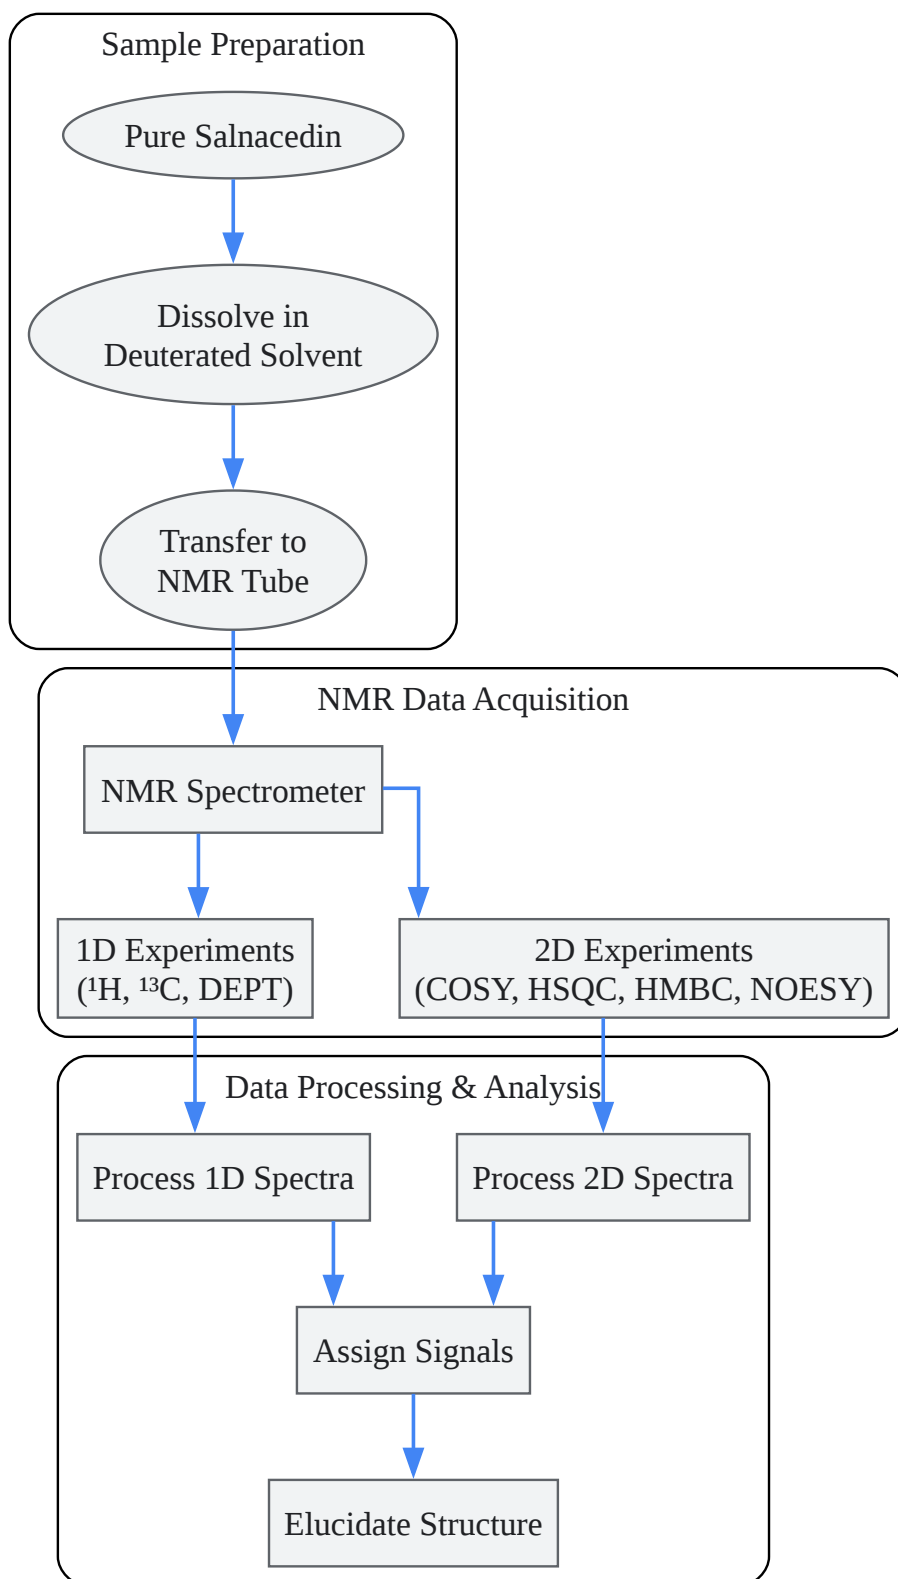 Sample Preparation
Pure Salnacedin
Dissolve in
Deuterated Solvent
Transfer to
NMR Tube
NMR Data Acquisition
NMR Spectrometer
1D Experiments
(¹H, ¹³C, DEPT)
2D Experiments
(COSY, HSQC, HMBC, NOESY)
Data Processing & Analysis
Process 1D Spectra
Process 2D Spectra
Assign Signals
Elucidate Structure